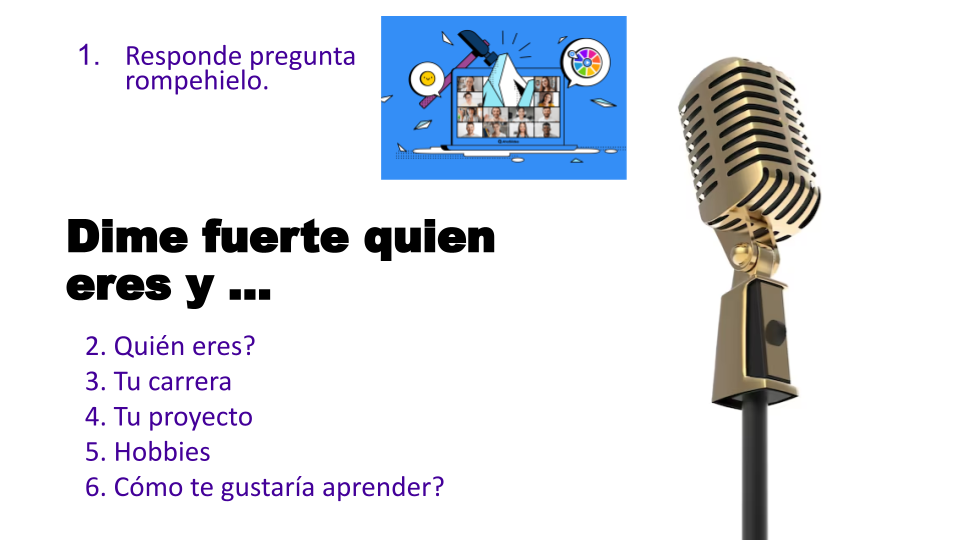 1. Responde pregunta
rompehielo.
Dime fuerte quien
eres y ...
2. Quién eres?
3. Tu carrera
4. Tu proyecto
5. Hobbies
6. Cómo te gustaría aprender?